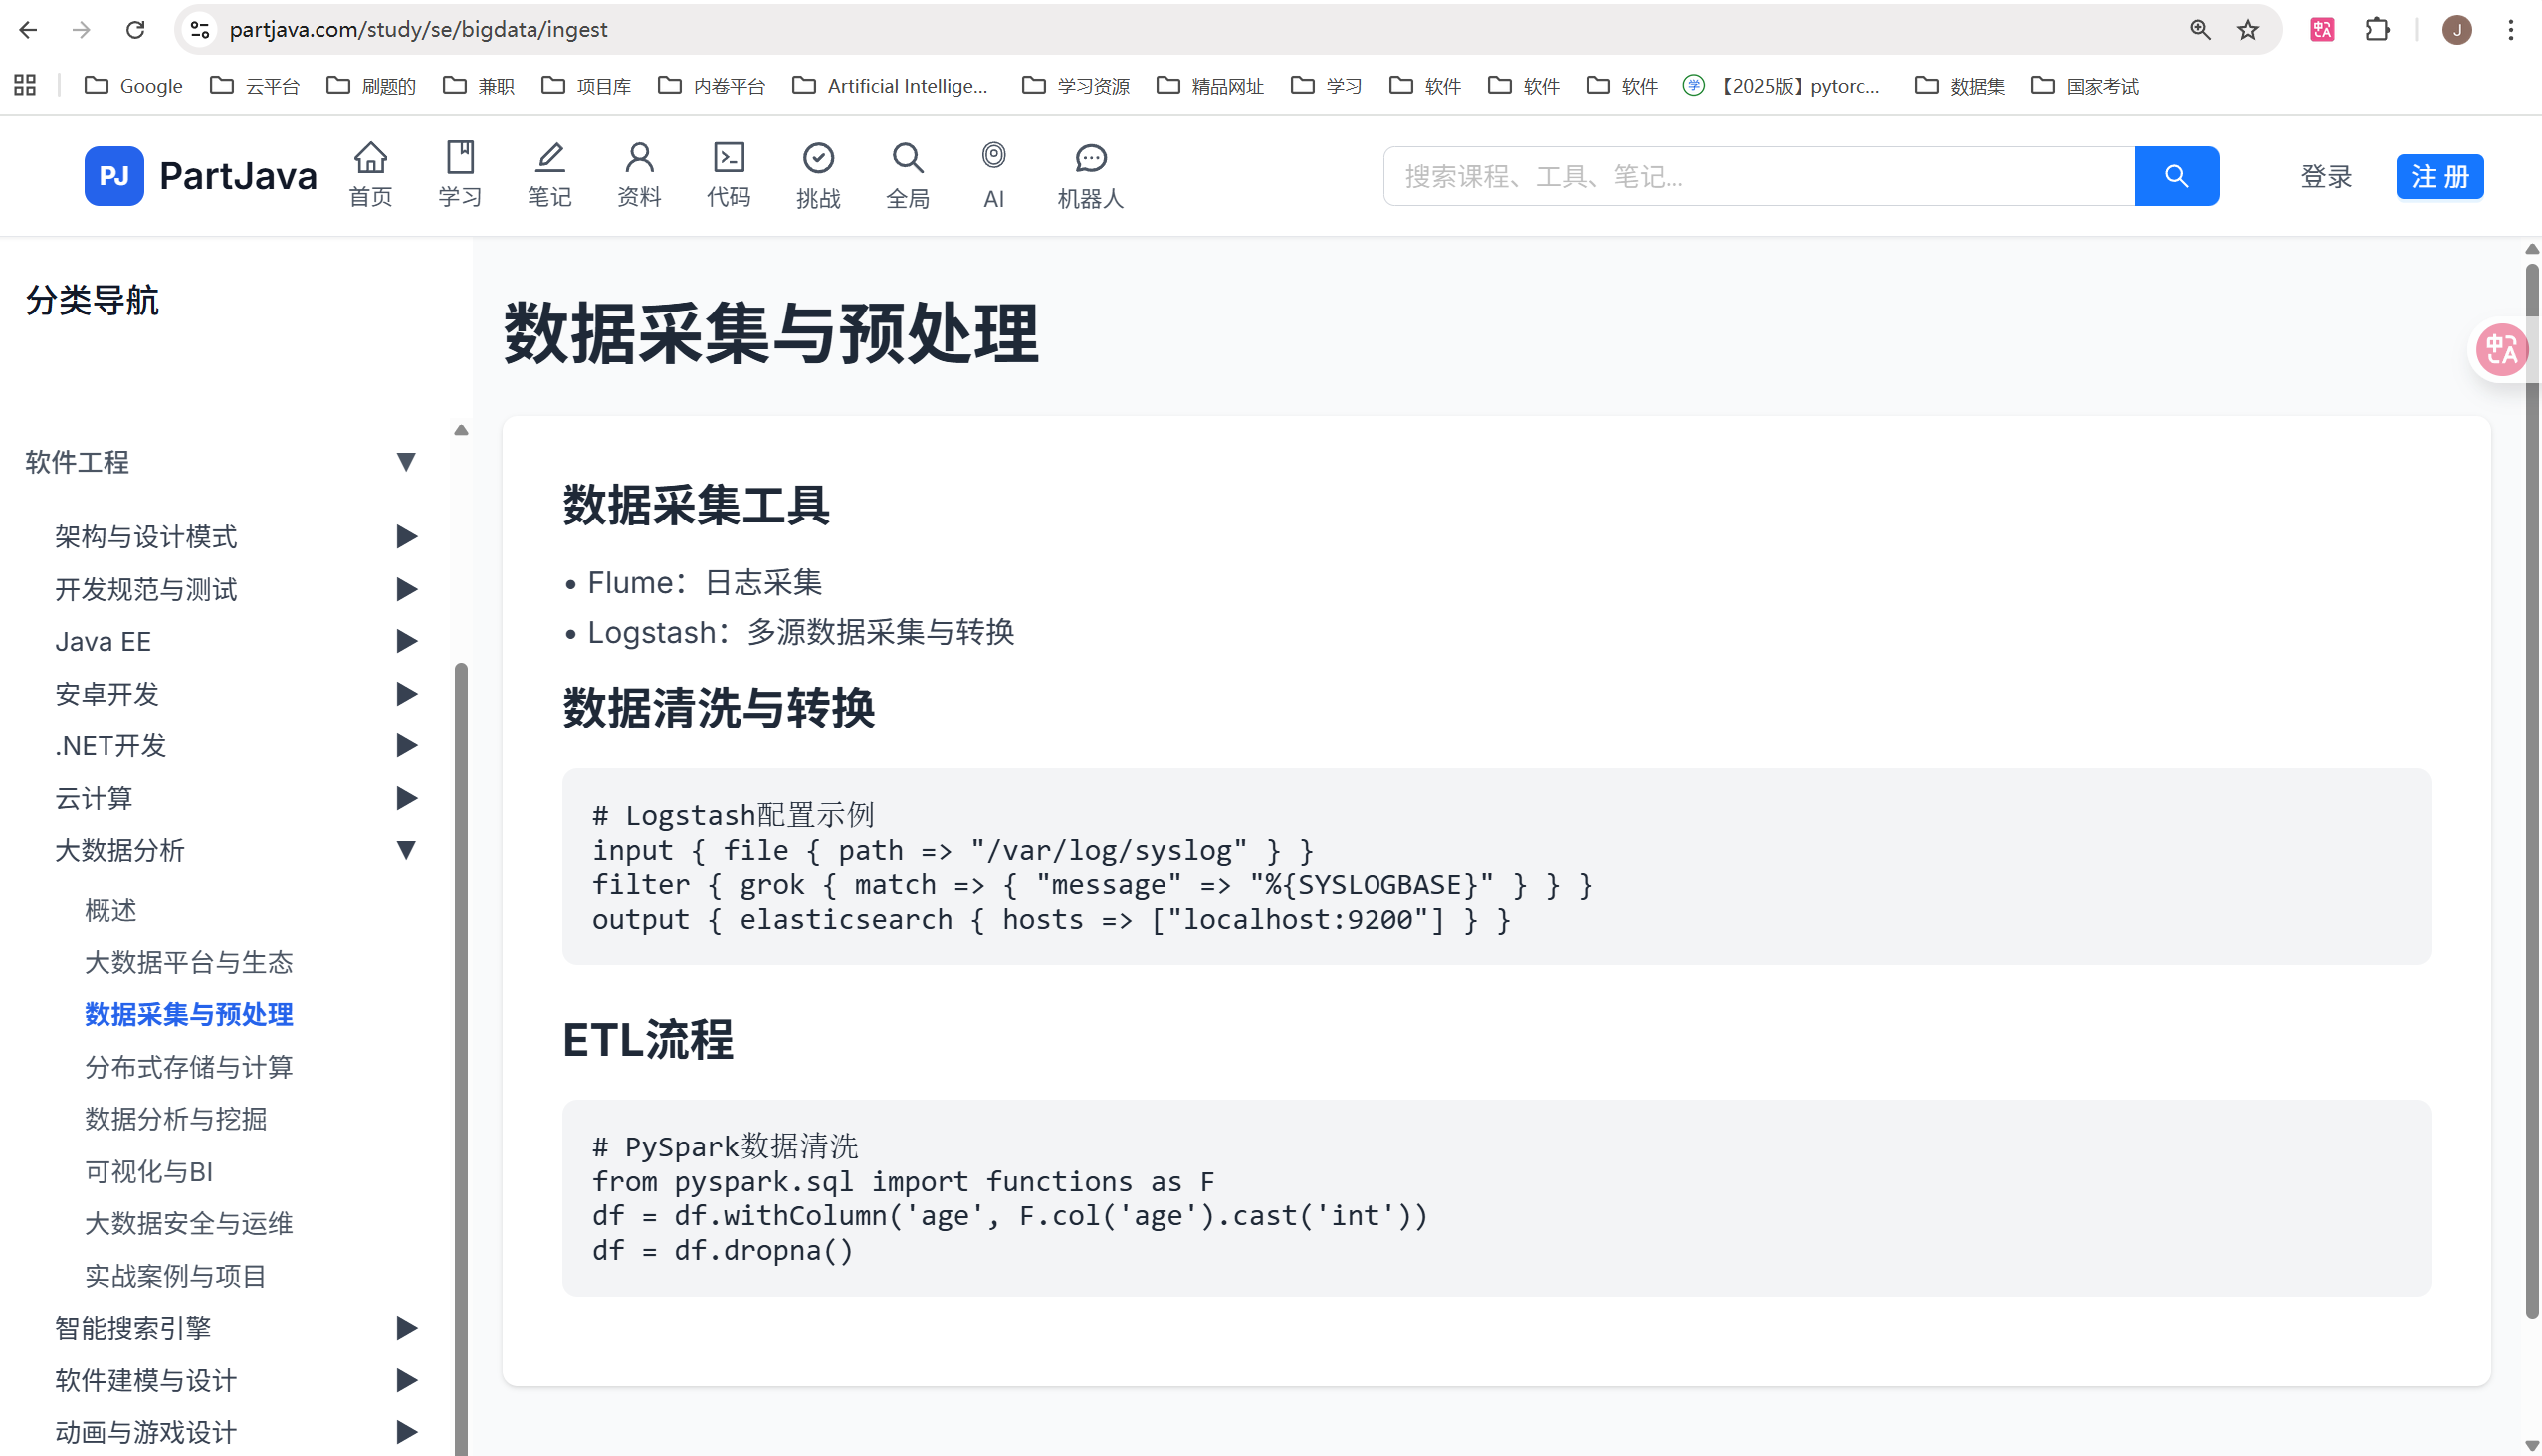 partjava.com/study/se/bigdata/ingest
J
Google
云平台
刷题的
兼职
项目库
内卷平台
Artificial Intellige...
学习资源
精品网址
学习
软件
软件
软件
【2025版】pytorc...
数据集
国家考试
PJ PartJava
首页
学习
笔记
资料
代码
挑战
全局
AI
机器人
搜索课程、工具、笔记...
登录
注 册
分类导航
软件工程
架构与设计模式
开发规范与测试
Java EE
安卓开发
.NET开发
云计算
大数据分析
概述
大数据平台与生态
数据采集与预处理
分布式存储与计算
数据分析与挖掘
可视化与BI
大数据安全与运维
实战案例与项目
智能搜索引擎
软件建模与设计
动画与游戏设计
数据采集与预处理
数据采集工具
• Flume：日志采集
• Logstash：多源数据采集与转换
数据清洗与转换
# Logstash配置示例
input { file { path => "/var/log/syslog" } }
filter { grok { match => { "message" => "%{SYSLOGBASE}" } } }
output { elasticsearch { hosts => ["localhost:9200"] } }
ETL流程
# PySpark数据清洗
from pyspark.sql import functions as F
df = df.withColumn('age', F.col('age').cast('int'))
df = df.dropna()